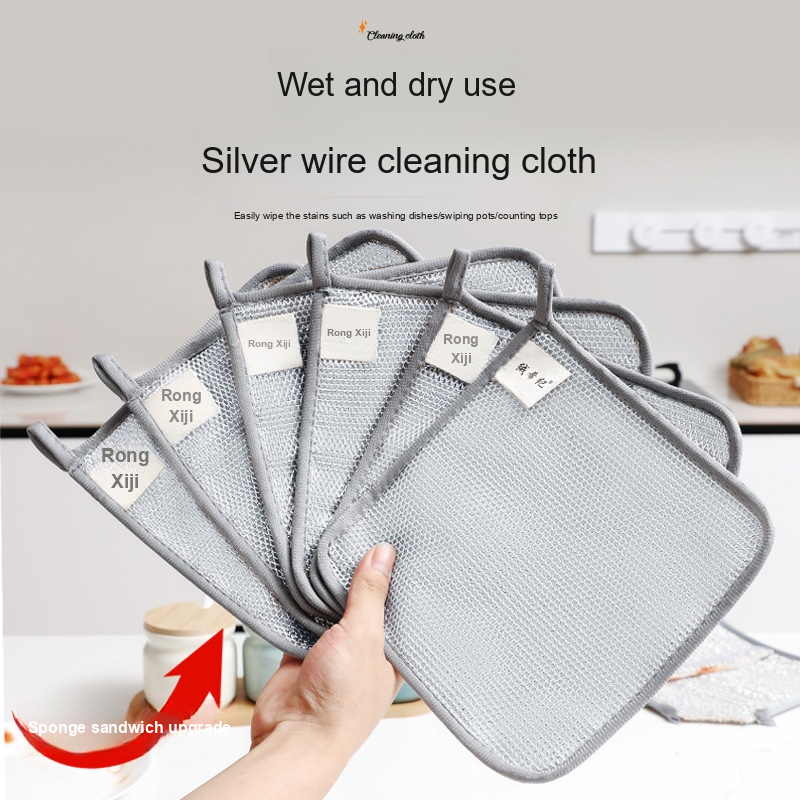 Cleaning cloth
Wet and dry use
Silver wire cleaning cloth
Easily wipe the stains such as washing dishes/swiping pots/counting tops
Rong Xiji
Rong Xiji
Rong
Xiji
Rong
Xiji
Rong
Xiji
Sponge sandwich upgrade